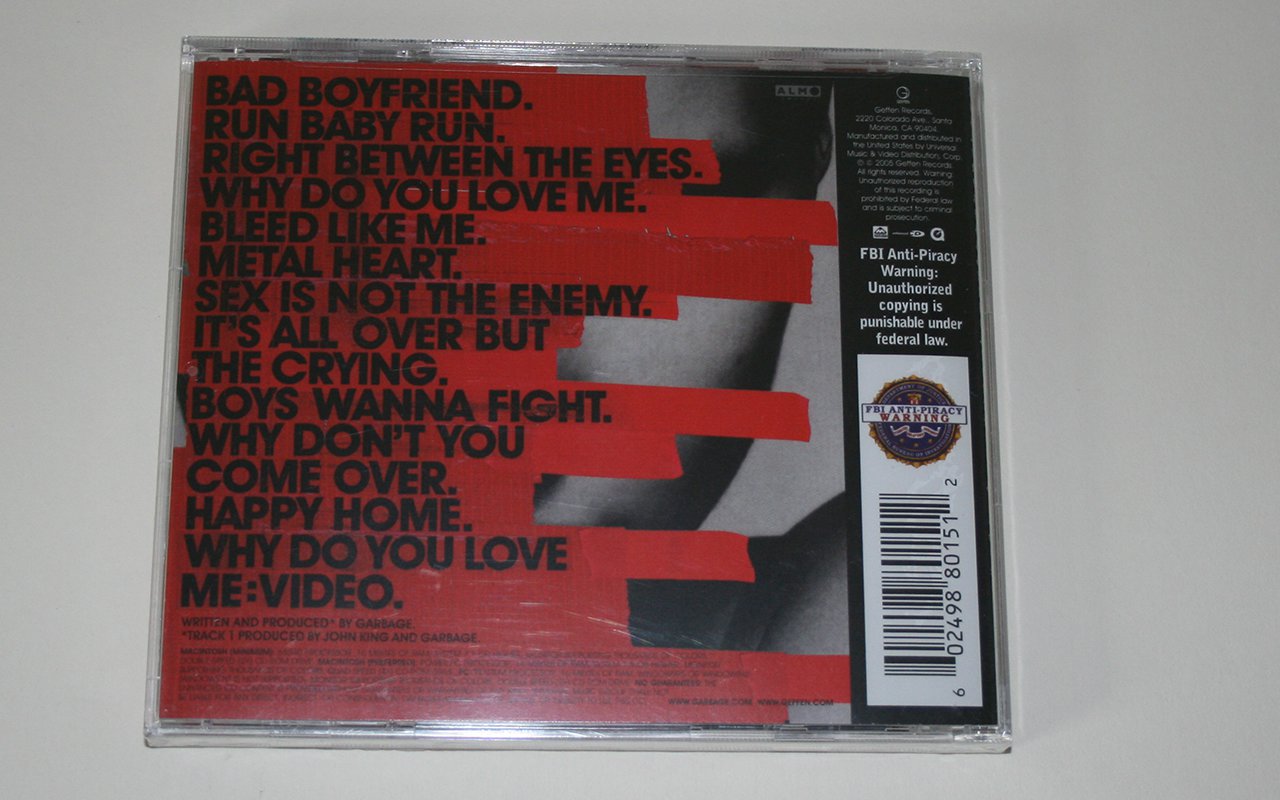 BAD BOYFRIEND.
RUN BABY RUN.
RIGHT BETWEEN THE EYES.
WHY DO YOU LOVE ME.
BLEED LIKE ME.
METAL HEART.
SEX IS NOT THE ENEMY.
IT'S ALL OVER BUT
THE CRYING.
BOYS WANNA FIGHT.
WHY DON'T YOU
COME OVER.
HAPPY HOME.
WHY DO YOU LOVE
ME:VIDEO.
WRITTEN AND PRODUCED* BY GARBAGE.
*TRACK 1 PRODUCED BY JOHN KING AND GARBAGE.
MACINTOSH (MINIMUM):
MACINTOSH (PREFERRED):
WWW.GARBAGE.COM WWW.GEFFEN.COM
ALMO
GEFFEN
Geffen Records,
2220 Colorado Ave., Santa
Monica, CA 90404.
Manufactured and distributed in
the United States by Universal
Music & Video Distribution, Corp.
℗ © 2005 Geffen Records
All rights reserved. Warning:
Unauthorized reproduction
of this recording is
prohibited by Federal law
and is subject to criminal
prosecution.
FBI Anti-Piracy
Warning:
Unauthorized
copying is
punishable under
federal law.
FBI ANTI-PIRACY
WARNING
6 02498 80151 2